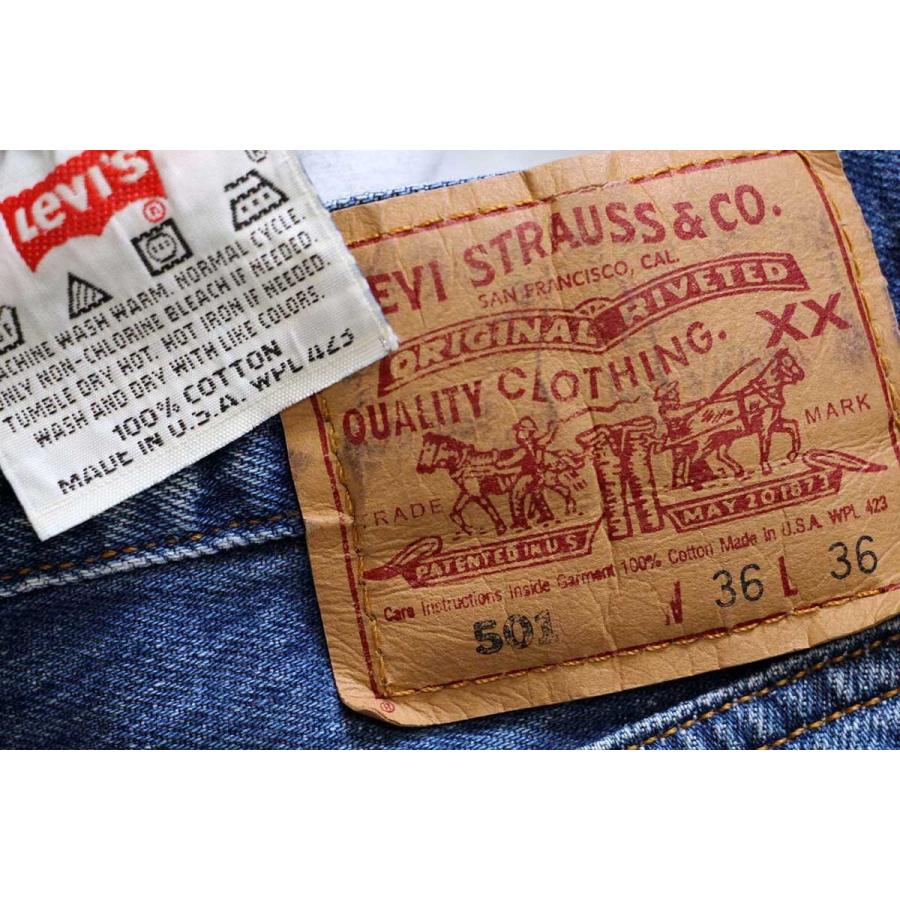 Levi's
®
MACHINE WASH WARM. NORMAL CYCLE.
ONLY NON-CHLORINE BLEACH IF NEEDED.
TUMBLE DRY HOT. HOT IRON IF NEEDED.
WASH AND DRY WITH LIKE COLORS.
100% COTTON
MADE IN U.S.A. WPL 423
LEVI STRAUSS & CO.
SAN FRANCISCO, CAL.
ORIGINAL RIVETED
QUALITY CLOTHING. XX
TRADE MARK
PATENTED IN U S MAY 20 1873
Care Instructions Inside Garment 100% Cotton Made in U.S.A. WPL 423
501 W 36 L 36
®